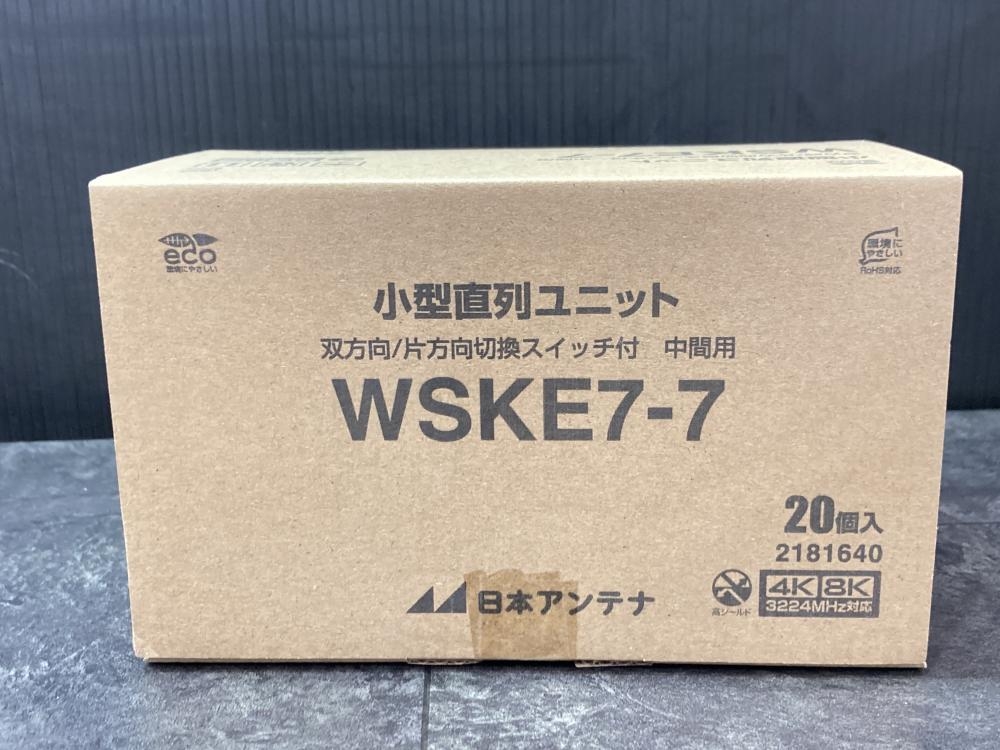 eco
環境にやさしい
環境に
やさしい
RoHS対応
小型直列ユニット
双方向/片方向切換スイッチ付 中間用
WSKE7-7
20個入
2181640
高シールド
4K 8K
3224MHz対応
日本アンテナ